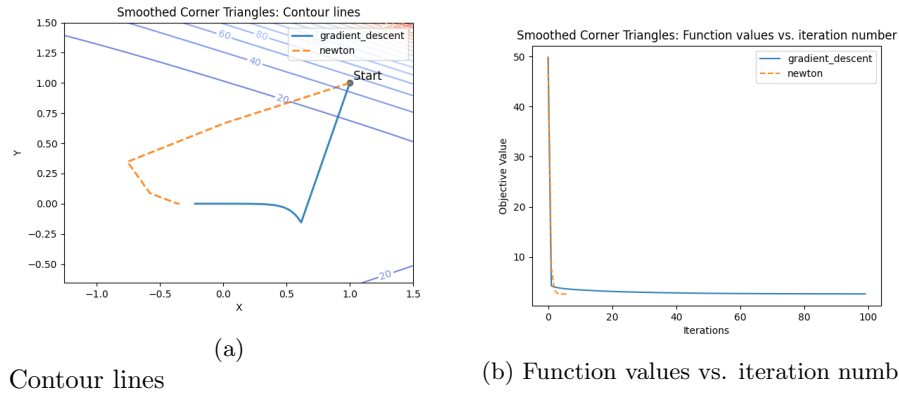 Smoothed Corner Triangles: Contour lines
1.50
1.25
1.00
0.75
0.50
0.25
0.00
−0.25
−0.50
Y
60
80
40
20
20
gradient_descent
newton
Start
−1.0
−0.5
0.0
0.5
1.0
1.5
X
(a)
Contour lines
Smoothed Corner Triangles: Function values vs. iteration number
50
40
30
20
10
Objective Value
gradient_descent
newton
0
20
40
60
80
100
Iterations
(b) Function values vs. iteration numb